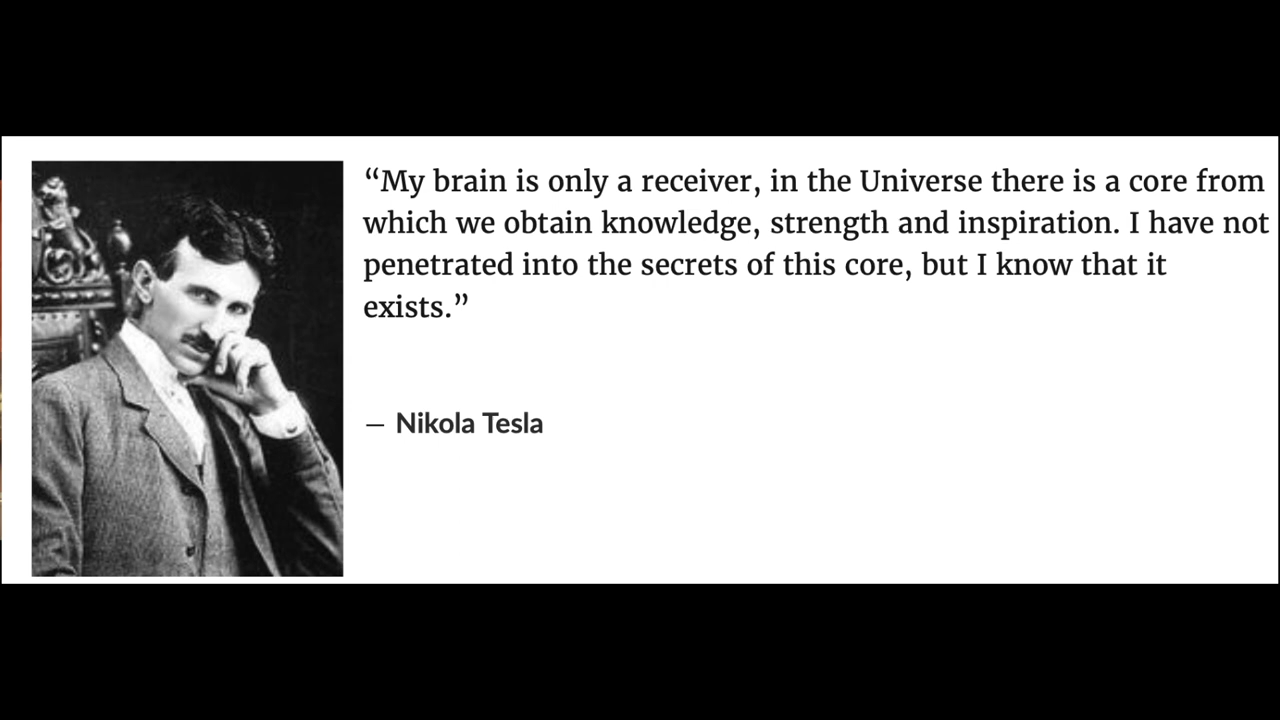 “My brain is only a receiver, in the Universe there is a core from
which we obtain knowledge, strength and inspiration. I have not
penetrated into the secrets of this core, but I know that it
exists.”
— Nikola Tesla